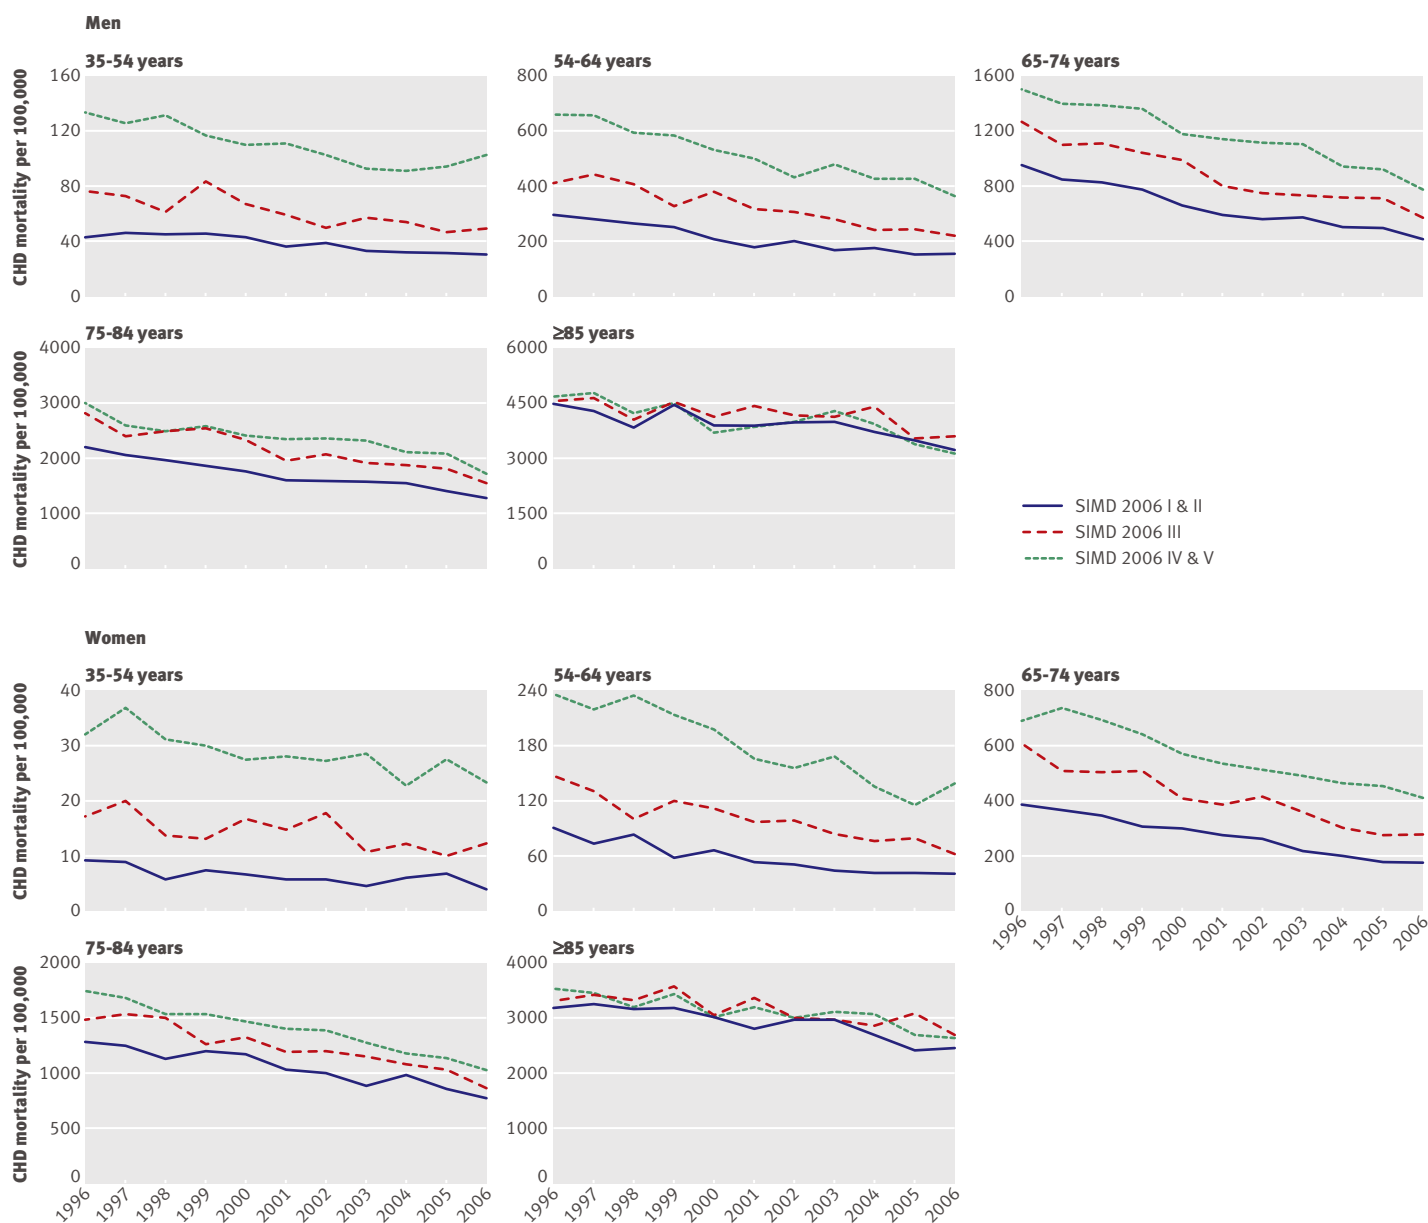 Men
35-54 years
54-64 years
65-74 years
CHD mortality per 100,000
160
120
80
40
0
800
600
400
200
0
1600
1200
800
400
0
75-84 years
≥85 years
CHD mortality per 100,000
4000
3000
2000
1000
0
6000
4500
3000
1500
0
SIMD 2006 I & II
SIMD 2006 III
SIMD 2006 IV & V
Women
35-54 years
54-64 years
65-74 years
CHD mortality per 100,000
40
30
20
10
0
240
180
120
60
0
800
600
400
200
0
1996 1997 1998 1999 2000 2001 2002 2003 2004 2005 2006
75-84 years
≥85 years
CHD mortality per 100,000
2000
1500
1000
500
0
4000
3000
2000
1000
0
1996 1997 1998 1999 2000 2001 2002 2003 2004 2005 2006
1996 1997 1998 1999 2000 2001 2002 2003 2004 2005 2006